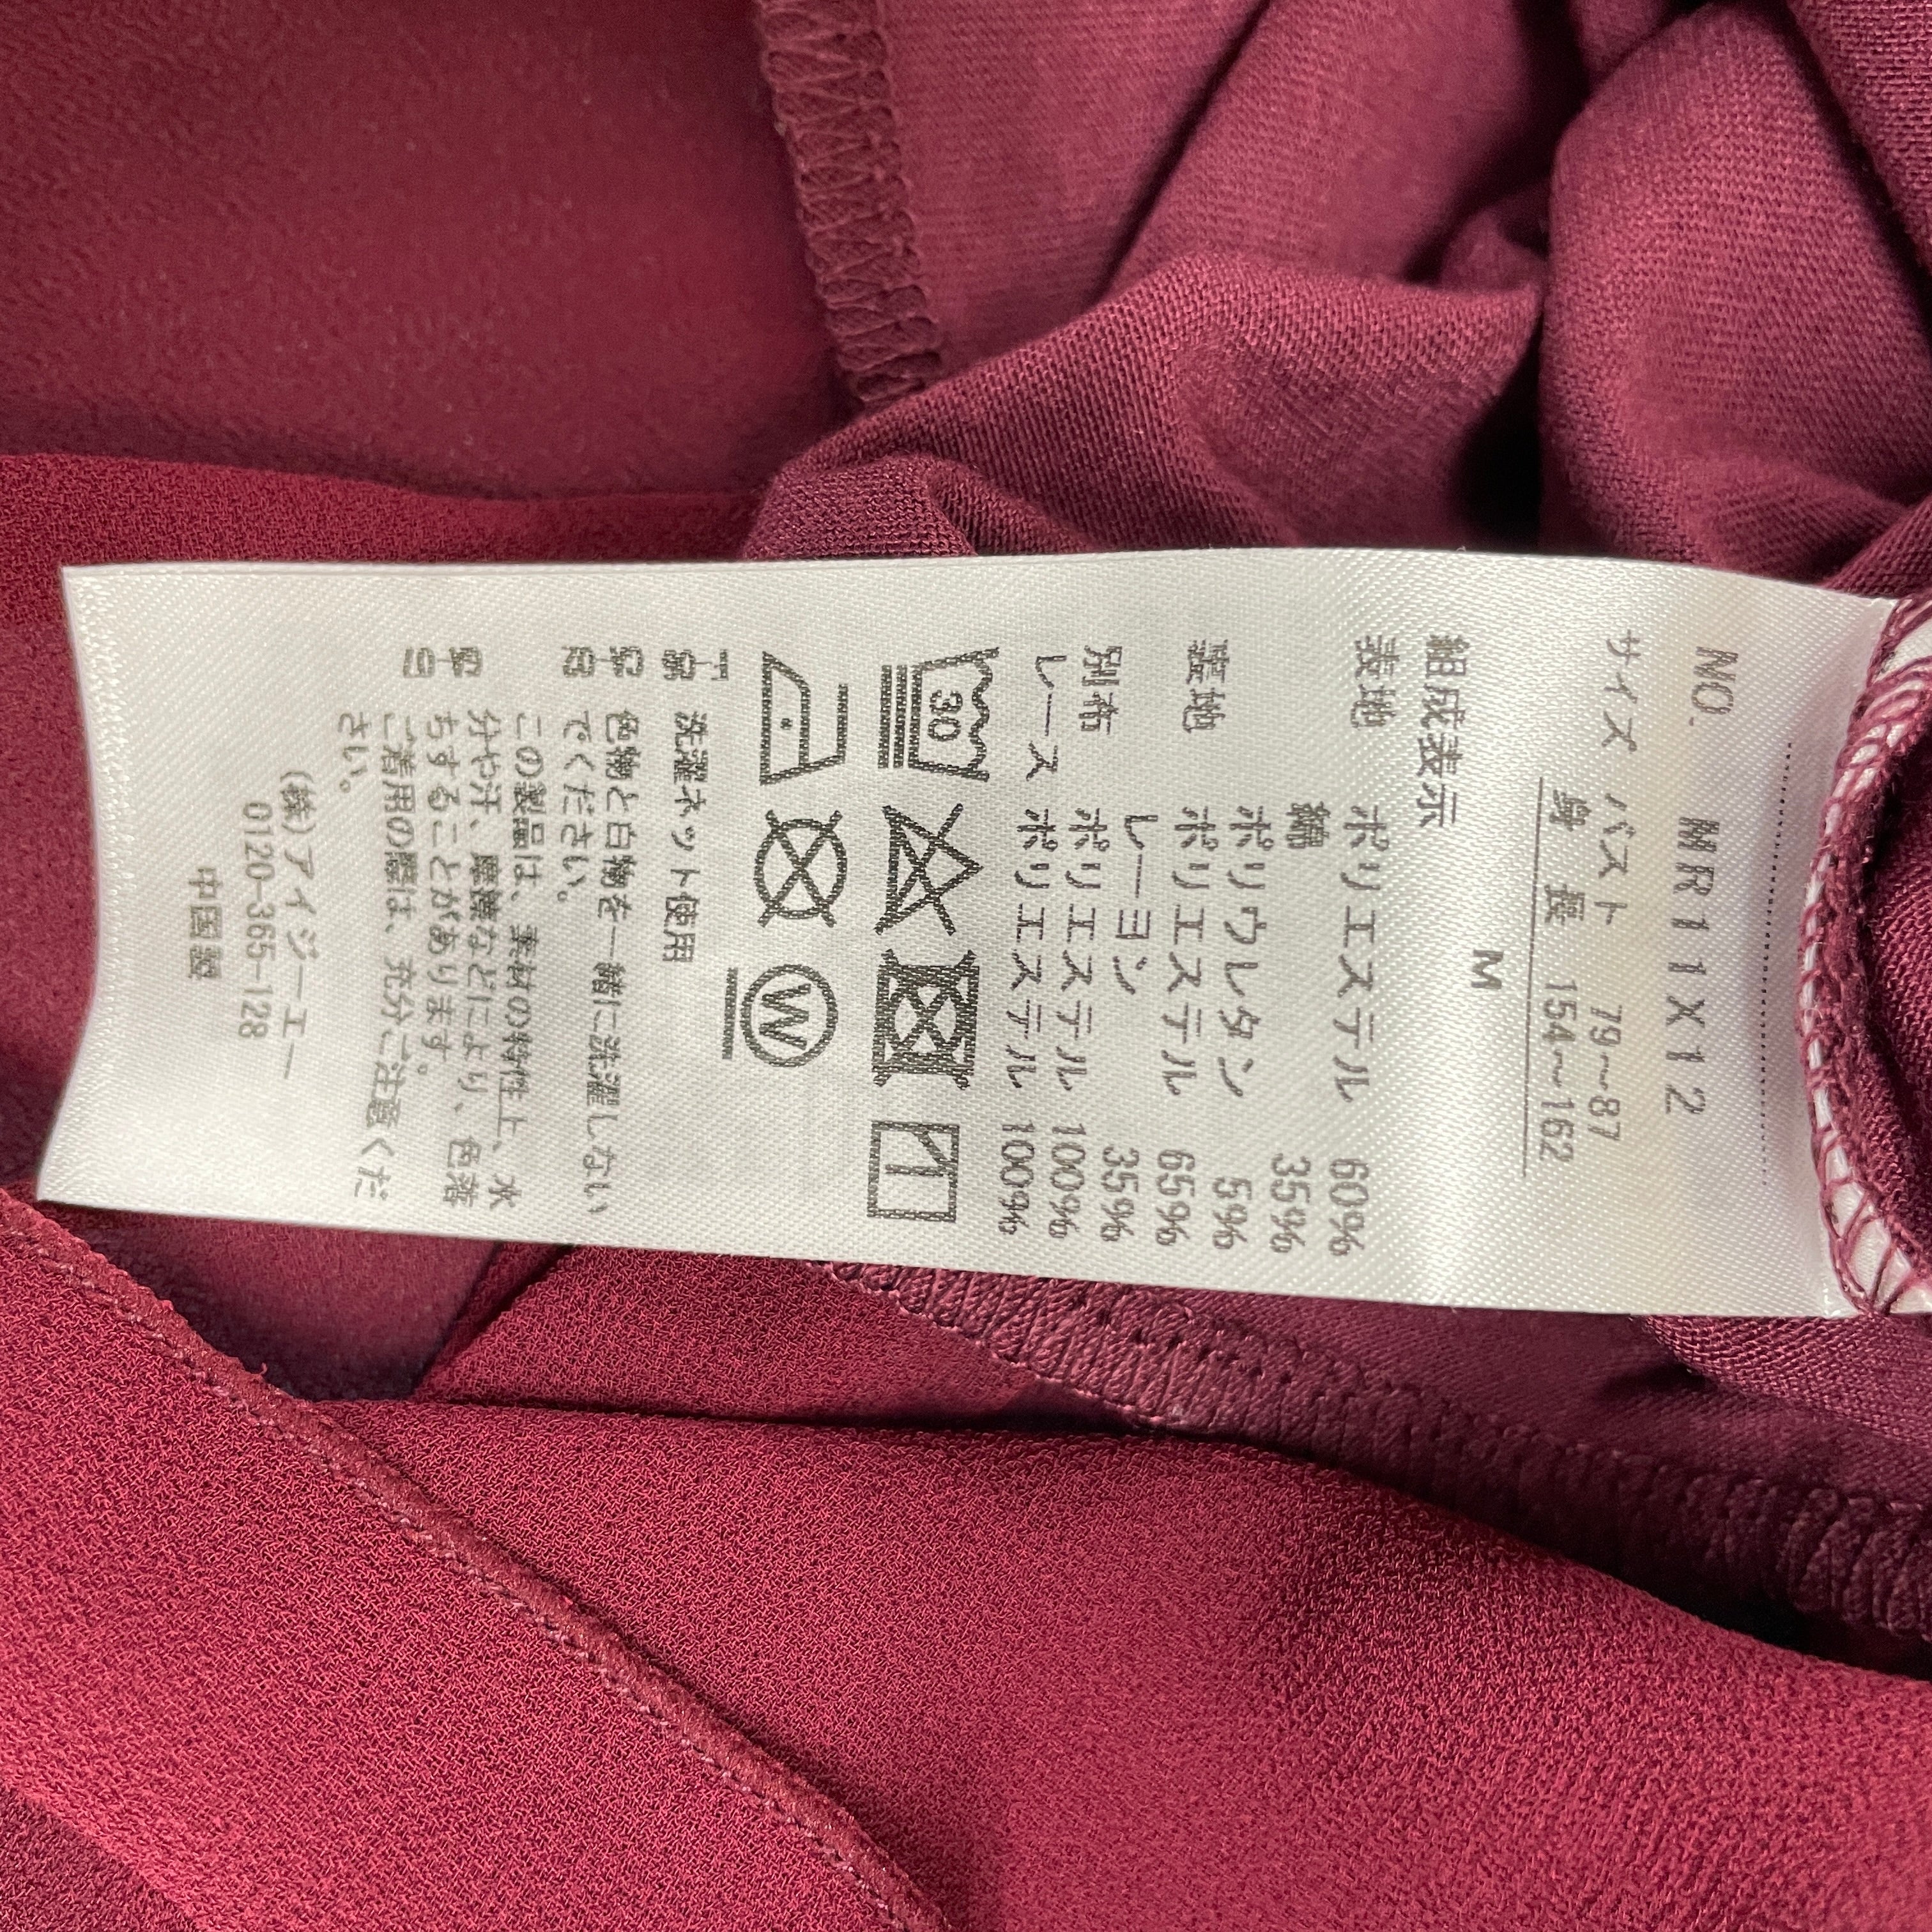 NO. MR11X12
サイズ バスト 79～87
身長 154～162
M
組成表示
表地 ポリエステル 60%
綿 35%
ポリウレタン 5%
裏地 ポリエステル 65%
レーヨン 35%
別布 ポリエステル 100%
レース ポリエステル 100%
30
W
洗濯ネット使用
色物と白物を一緒に洗濯しない
でください。
この製品は、素材の特性上、水
分や汗、摩擦などにより、色落
ちすることがあります。
ご着用の際は、充分ご注意くだ
さい。
(株)アイジーエー
0120-365-128
中国製